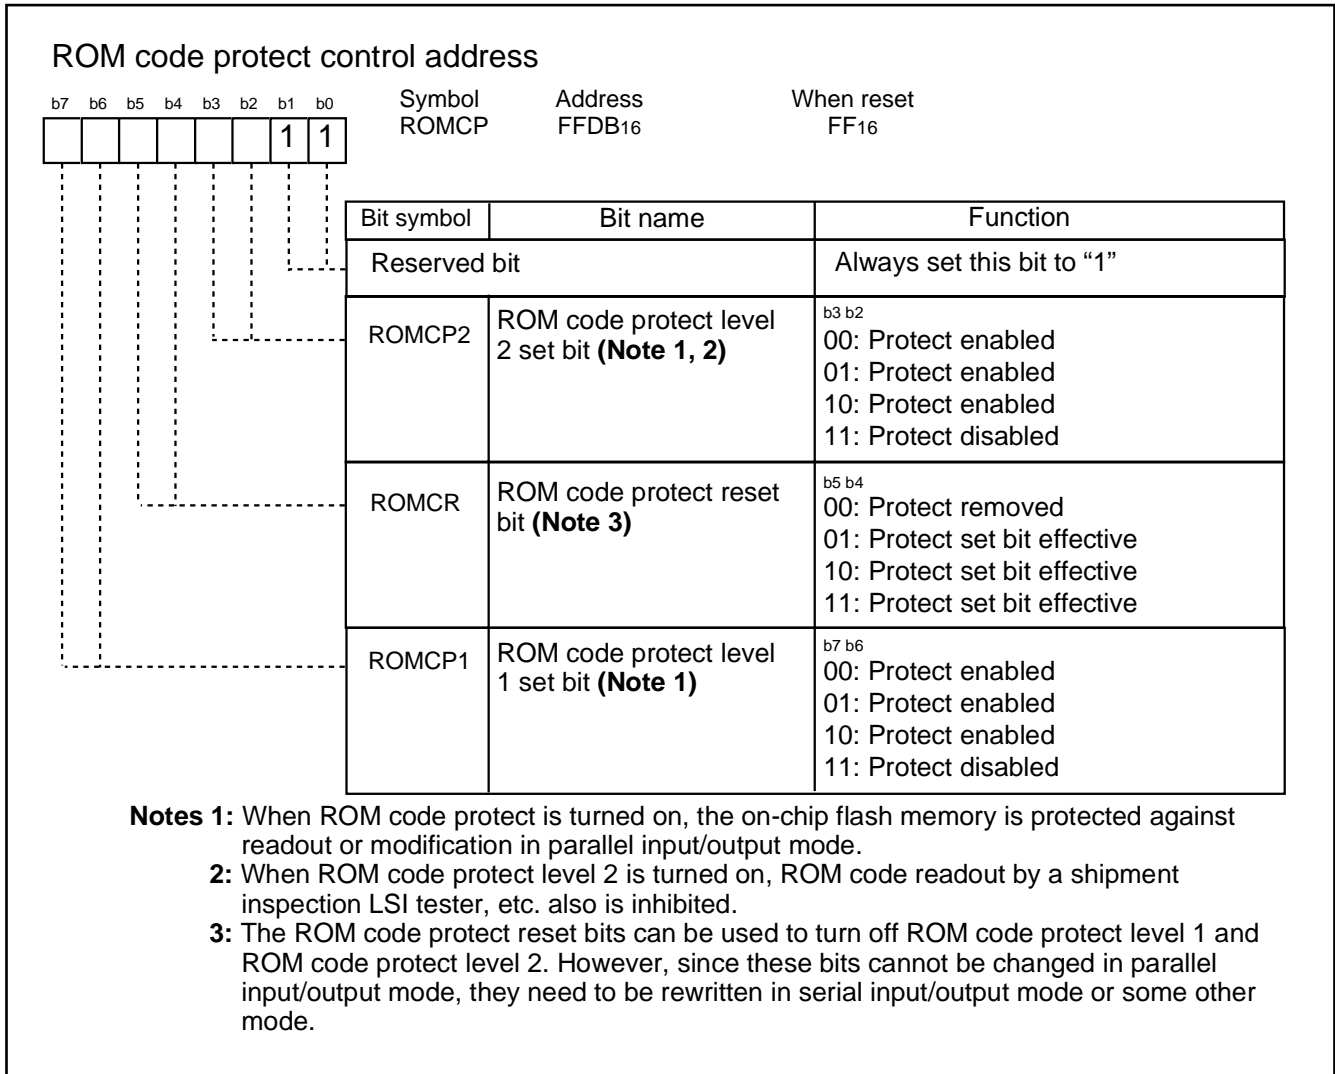 ROM code protect control address
b7 b6 b5 b4 b3 b2 b1 b0
Symbol Address When reset
ROMCP FFDB16 FF16
1 1
Bit symbol Bit name Function
Reserved bit Always set this bit to “1”
ROMCP2 ROM code protect level
2 set bit (Note 1, 2)
b3 b2
00: Protect enabled
01: Protect enabled
10: Protect enabled
11: Protect disabled
ROMCR ROM code protect reset
bit (Note 3)
b5 b4
00: Protect removed
01: Protect set bit effective
10: Protect set bit effective
11: Protect set bit effective
ROMCP1 ROM code protect level
1 set bit (Note 1)
b7 b6
00: Protect enabled
01: Protect enabled
10: Protect enabled
11: Protect disabled
Notes 1: When ROM code protect is turned on, the on-chip flash memory is protected against
readout or modification in parallel input/output mode.
2: When ROM code protect level 2 is turned on, ROM code readout by a shipment
inspection LSI tester, etc. also is inhibited.
3: The ROM code protect reset bits can be used to turn off ROM code protect level 1 and
ROM code protect level 2. However, since these bits cannot be changed in parallel
input/output mode, they need to be rewritten in serial input/output mode or some other
mode.